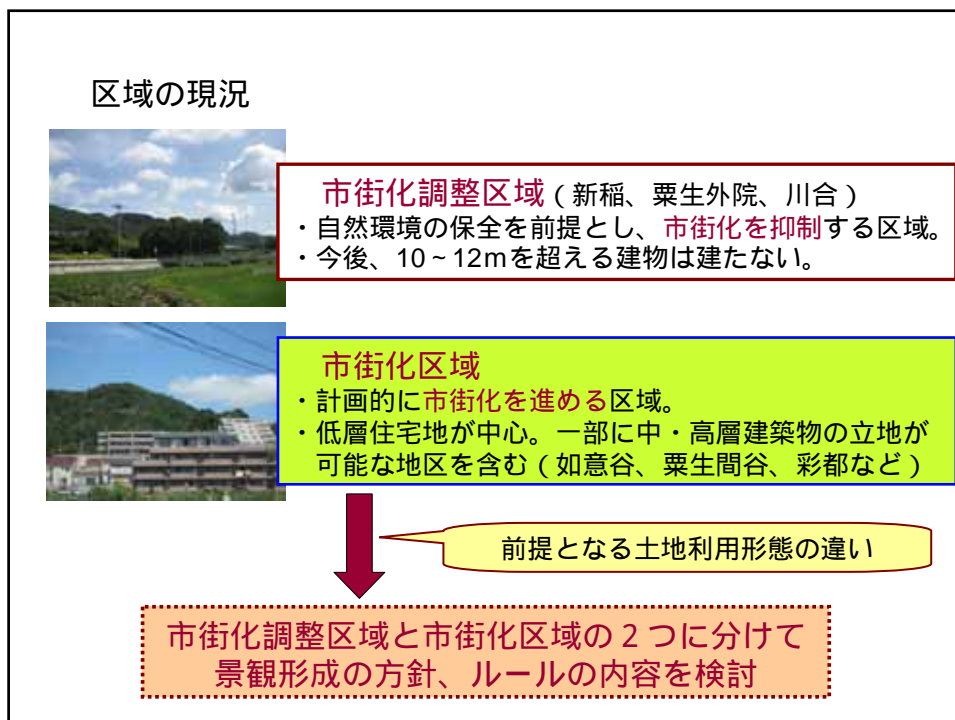 区域の現況
市街化調整区域（新稲、粟生外院、川合）
・自然環境の保全を前提とし、市街化を抑制する区域。
・今後、10～12ｍを超える建物は建たない。
市街化区域
・計画的に市街化を進める区域。
・低層住宅地が中心。一部に中・高層建築物の立地が
可能な地区を含む（如意谷、粟生間谷、彩都など）
前提となる土地利用形態の違い
市街化調整区域と市街化区域の２つに分けて
景観形成の方針、ルールの内容を検討